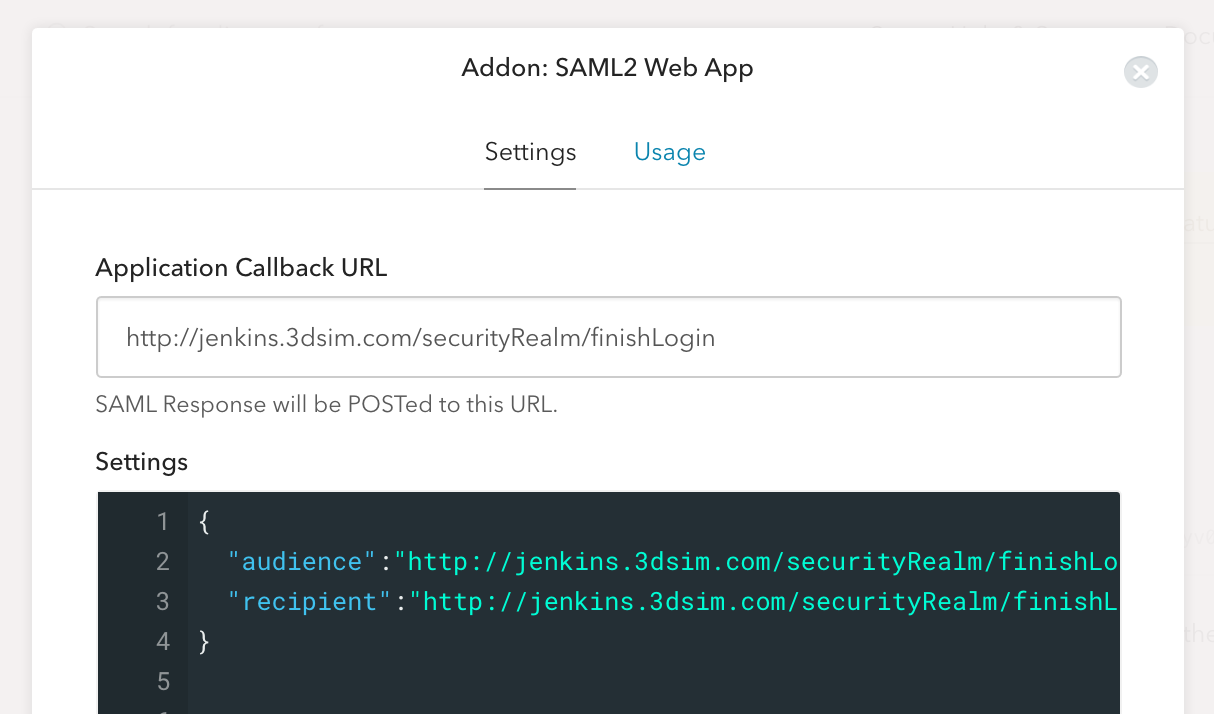 Addon: SAML2 Web App
Settings
Usage
Application Callback URL
http://jenkins.3dsim.com/securityRealm/finishLogin
SAML Response will be POSTed to this URL.
Settings
1 {
2 "audience":"http://jenkins.3dsim.com/securityRealm/finishLo
3 "recipient":"http://jenkins.3dsim.com/securityRealm/finishL
4 }
5